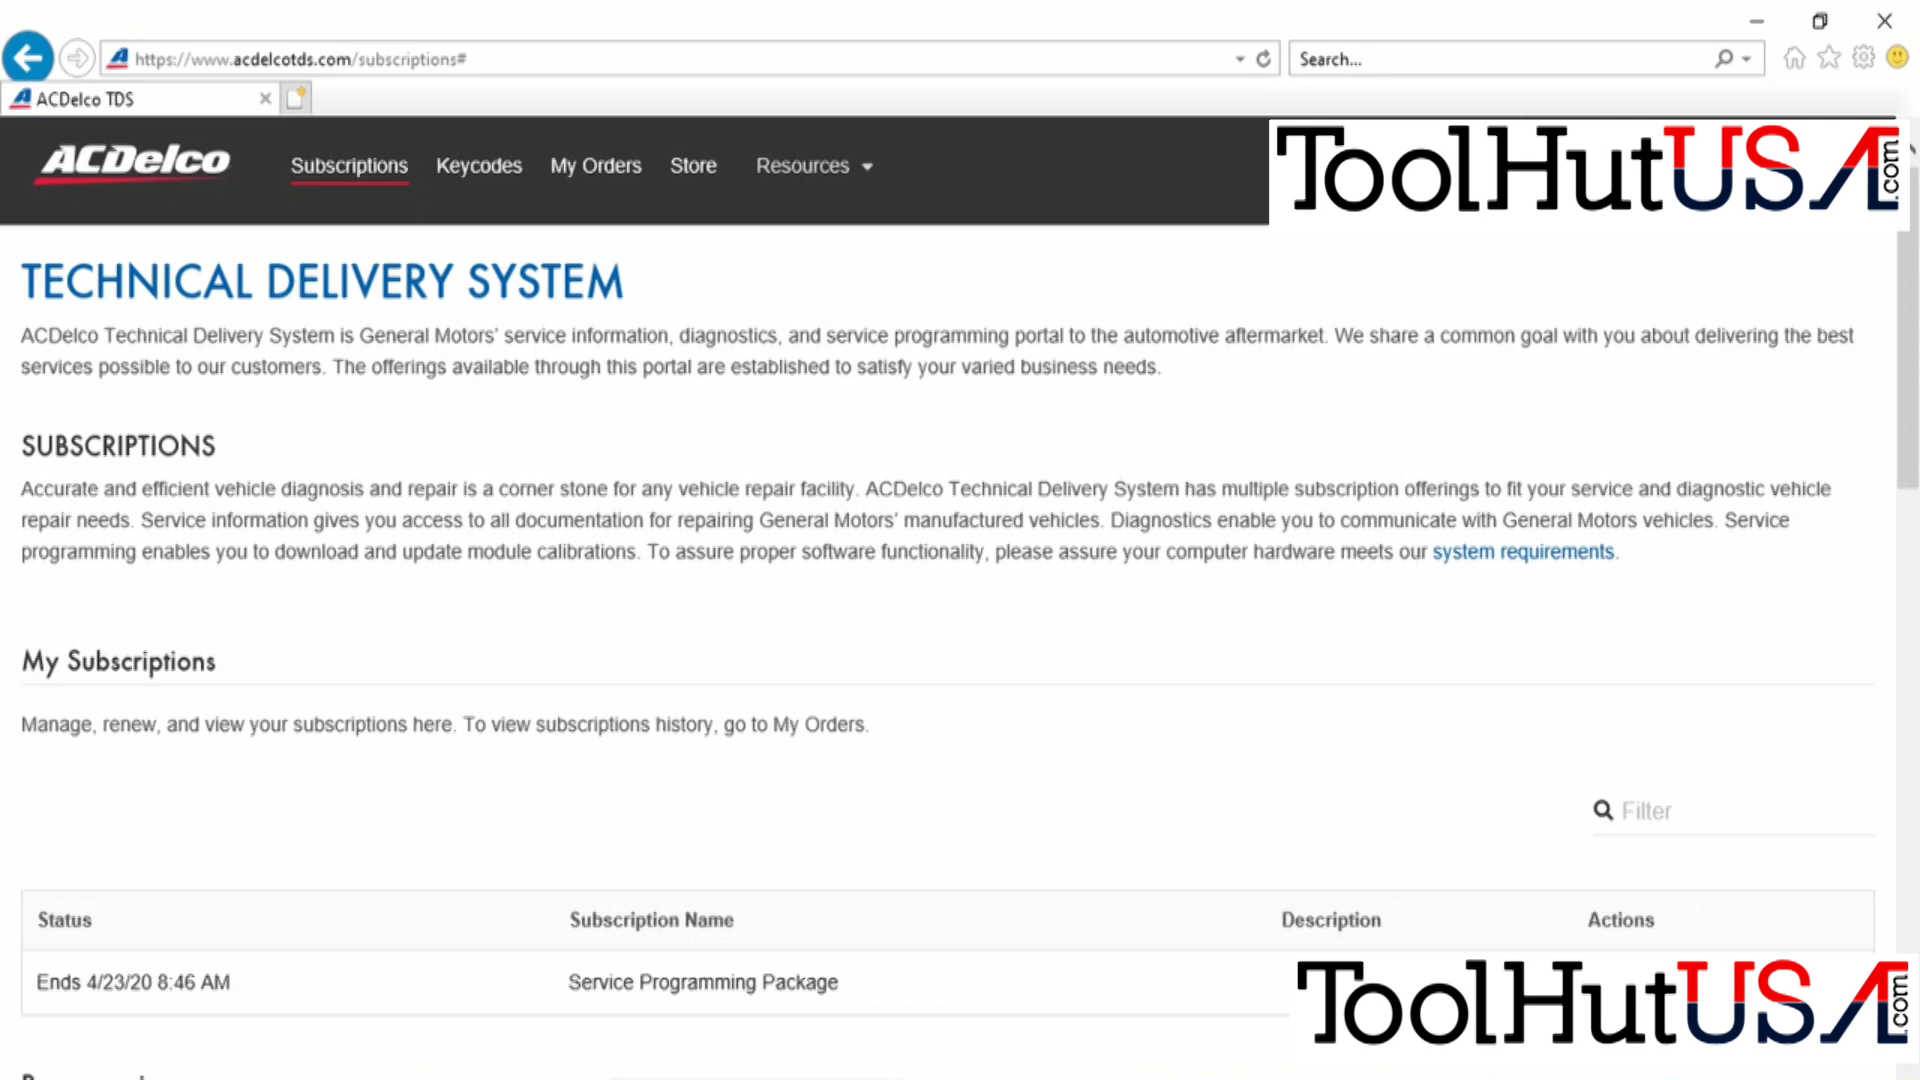 https://www.acdelcotds.com/subscriptions#
Search...
ACDelco TDS
ACDelco
Subscriptions
Keycodes
My Orders
Store
Resources
ToolHutUSA.com
TECHNICAL DELIVERY SYSTEM
ACDelco Technical Delivery System is General Motors' service information, diagnostics, and service programming portal to the automotive aftermarket. We share a common goal with you about delivering the best
services possible to our customers. The offerings available through this portal are established to satisfy your varied business needs.
SUBSCRIPTIONS
Accurate and efficient vehicle diagnosis and repair is a corner stone for any vehicle repair facility. ACDelco Technical Delivery System has multiple subscription offerings to fit your service and diagnostic vehicle
repair needs. Service information gives you access to all documentation for repairing General Motors' manufactured vehicles. Diagnostics enable you to communicate with General Motors vehicles. Service
programming enables you to download and update module calibrations. To assure proper software functionality, please assure your computer hardware meets our system requirements.
My Subscriptions
Manage, renew, and view your subscriptions here. To view subscriptions history, go to My Orders.
Filter
Status Subscription Name Description Actions
Ends 4/23/20 8:46 AM Service Programming Package
ToolHutUSA.com